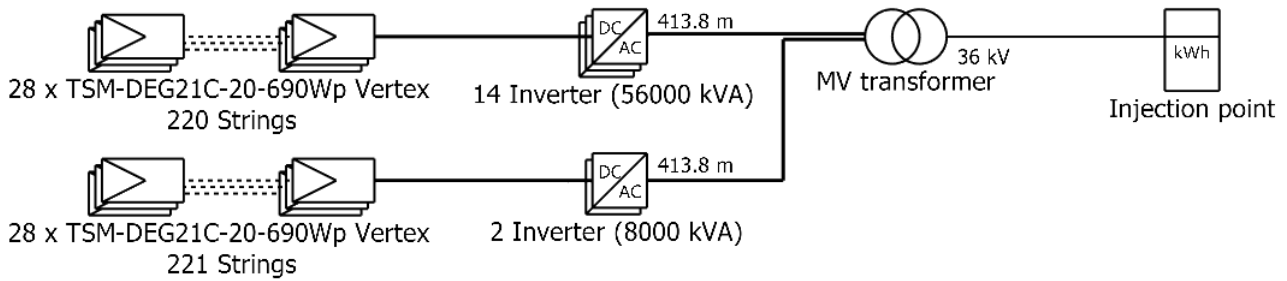 DC
AC
413.8 m
28 x TSM-DEG21C-20-690Wp Vertex
220 Strings
14 Inverter (56000 kVA)
MV transformer
36 kV
kWh
Injection point
DC
AC
413.8 m
28 x TSM-DEG21C-20-690Wp Vertex
221 Strings
2 Inverter (8000 kVA)